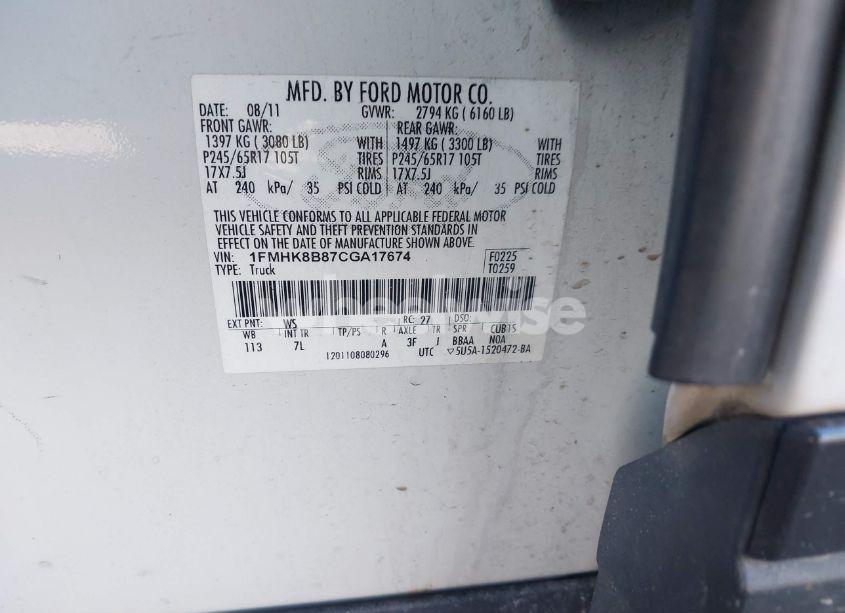 MFD. BY FORD MOTOR CO.
DATE: 08/11 GVWR: 2794 KG ( 6160 LB)
FRONT GAWR: REAR GAWR:
1397 KG ( 3080 LB) WITH 1497 KG ( 3300 LB) WITH
P245/65R17 105T TIRES P245/65R17 105T TIRES
17X7.5J RIMS 17X7.5J RIMS
AT 240 kPa/ 35 PSI COLD AT 240 kPa/ 35 PSI COLD
THIS VEHICLE CONFORMS TO ALL APPLICABLE FEDERAL MOTOR
VEHICLE SAFETY AND THEFT PREVENTION STANDARDS IN
EFFECT ON THE DATE OF MANUFACTURE SHOWN ABOVE.
VIN: 1FMHK8B87CGA17674 F0225
TYPE: Truck T0259
EXT PNT: WS RC: 27 DSO:
WB INT TR TP/PS R AXLE TR SPR CUB1S
113 7L A 3F J BBAA NOA
1201108080296 UTC ▽5U5A-1520472-BA
wheelwise